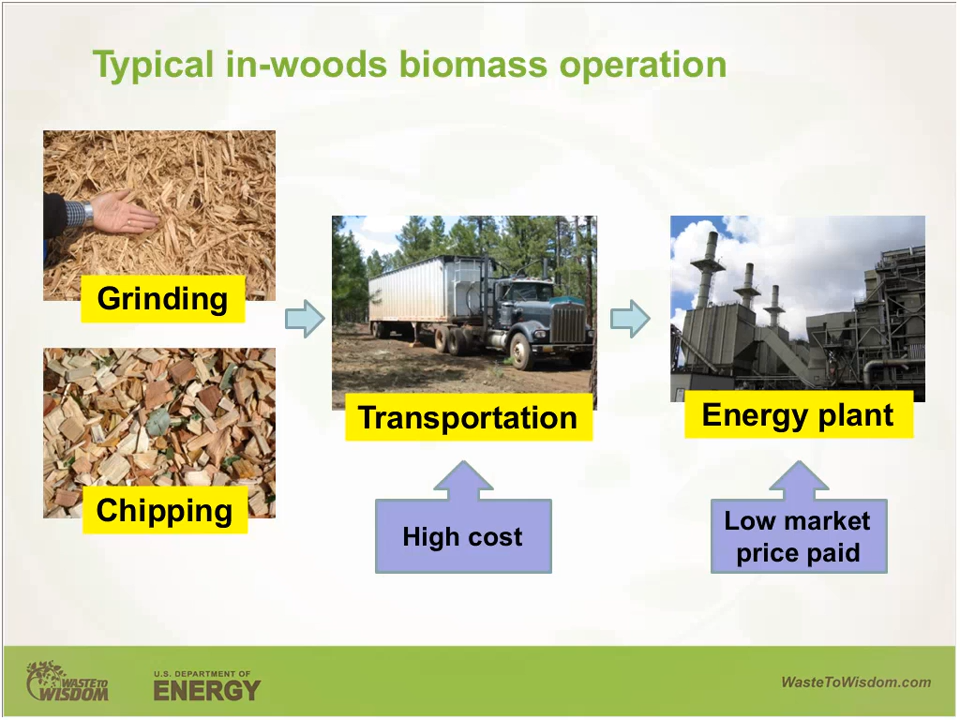 Typical in-woods biomass operation
Grinding
Chipping
Transportation
Energy plant
High cost
Low market
price paid
WASTE TO
WISDOM
U.S. DEPARTMENT OF
ENERGY
WasteToWisdom.com